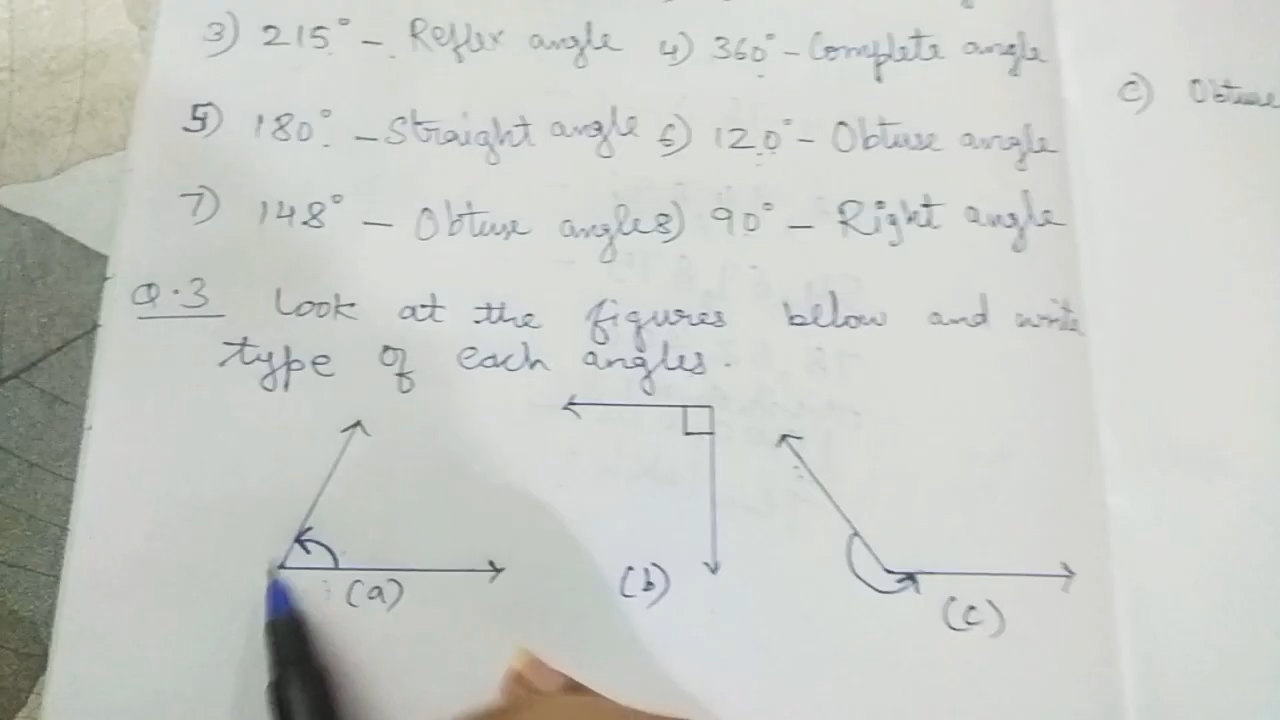 3) 215° - Reflex angle 4) 360° - Complete angle
c) Obtuse
5) 180° - Straight angle 6) 120° - Obtuse angle
7) 148° - Obtuse angle 8) 90° - Right angle
Q.3 Look at the figures below and write
type of each angles.
(a) (b) (c)